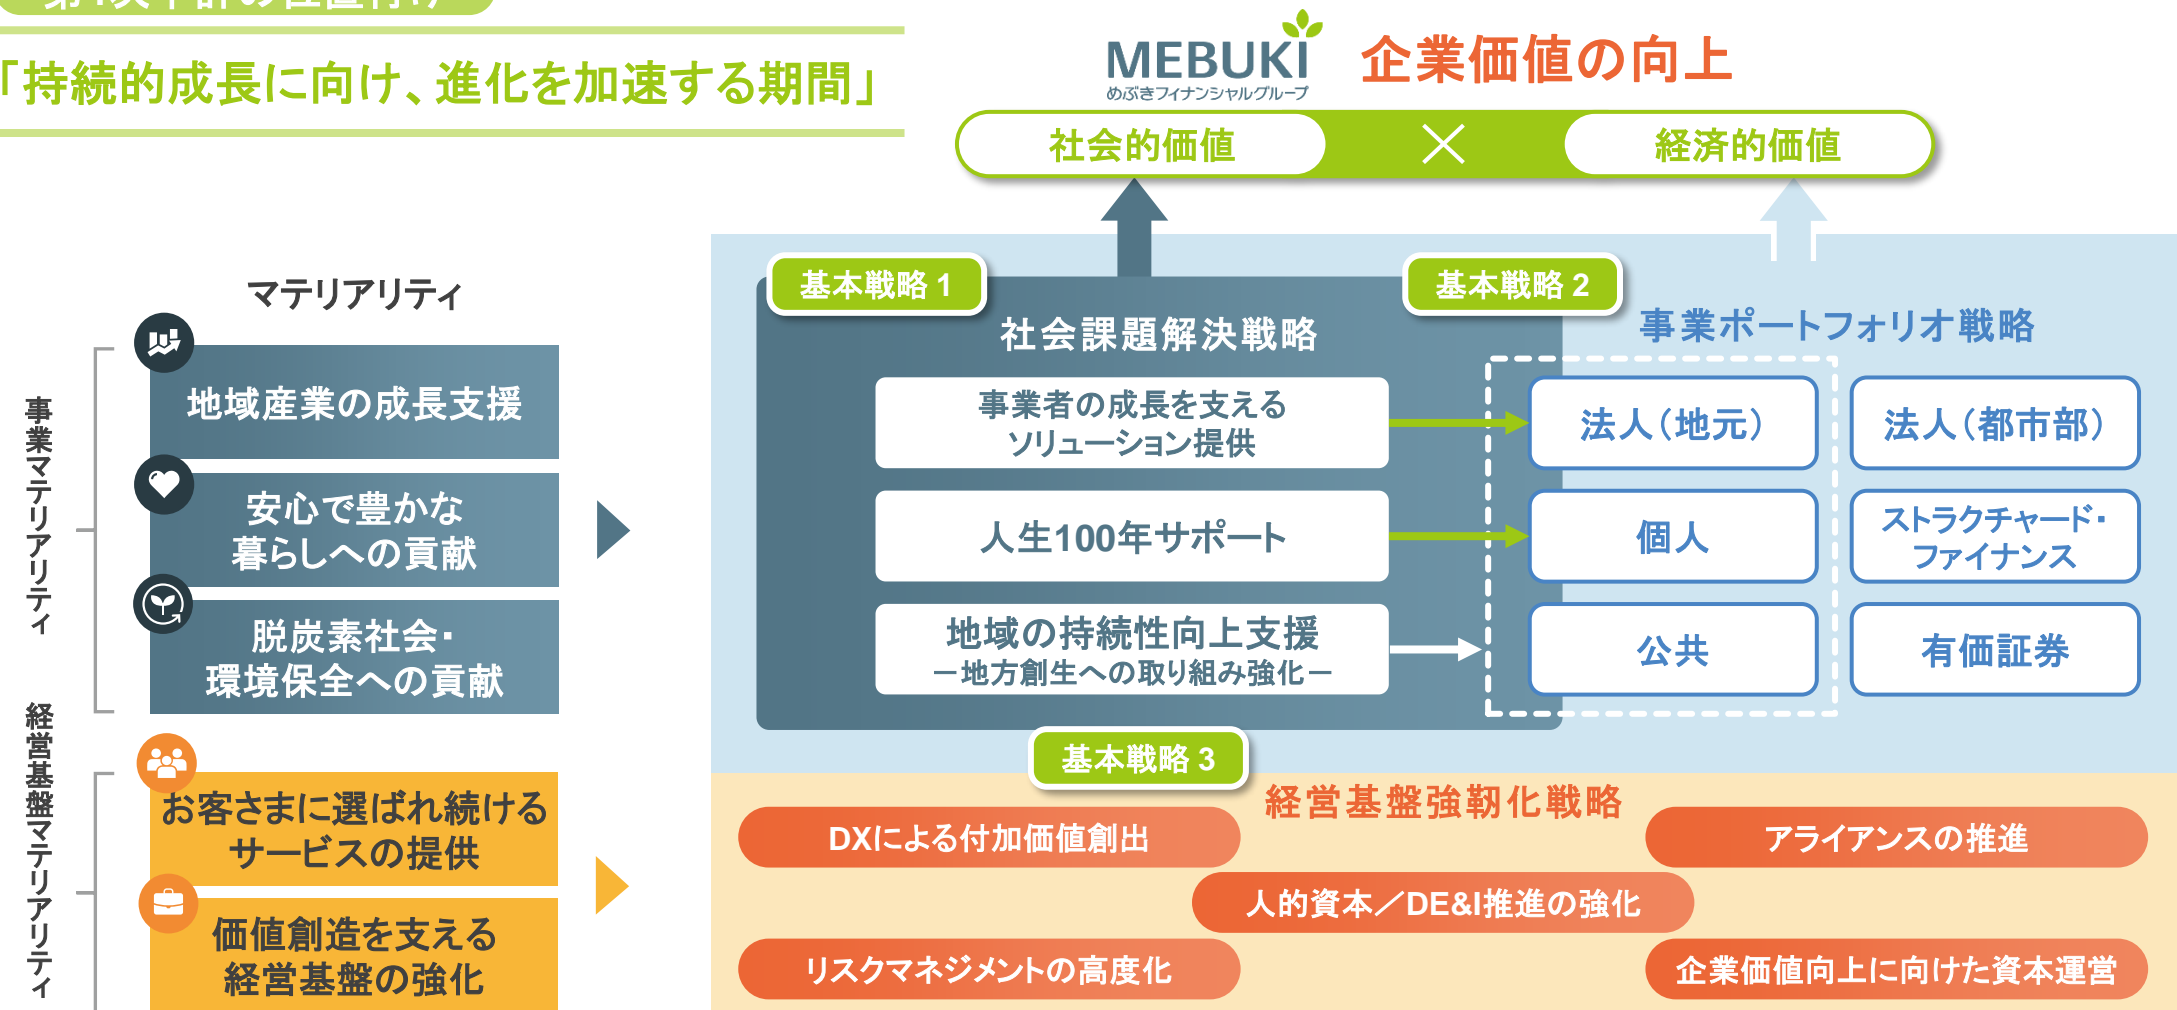 「持続的成長に向け、進化を加速する期間」
MEBUKI
めぶきフィナンシャルグループ
企業価値の向上
社会的価値
×
経済的価値
マテリアリティ
事業マテリアリティ
地域産業の成長支援
安心で豊かな
暮らしへの貢献
脱炭素社会・
環境保全への貢献
経営基盤マテリアリティ
お客さまに選ばれ続ける
サービスの提供
価値創造を支える
経営基盤の強化
基本戦略 1
社会課題解決戦略
事業者の成長を支える
ソリューション提供
人生100年サポート
地域の持続性向上支援
－地方創生への取り組み強化－
基本戦略 2
事業ポートフォリオ戦略
法人（地元）
法人（都市部）
個人
ストラクチャード・
ファイナンス
公共
有価証券
基本戦略 3
経営基盤強靭化戦略
DXによる付加価値創出
アライアンスの推進
人的資本／DE&I推進の強化
リスクマネジメントの高度化
企業価値向上に向けた資本運営